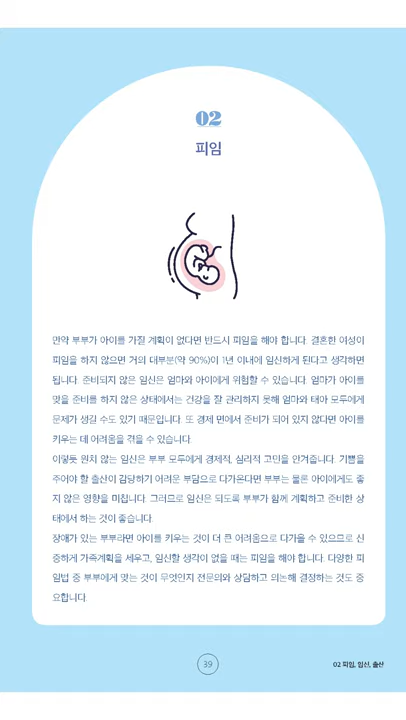 02
피임
만약 부부가 아이를 가질 계획이 없다면 반드시 피임을 해야 합니다. 결혼한 여성이
피임을 하지 않으면 거의 대부분(약 90%)이 1년 이내에 임신하게 된다고 생각하면
됩니다. 준비되지 않은 임신은 엄마와 아이에게 위험할 수 있습니다. 엄마가 아이를
맞을 준비를 하지 않은 상태에서는 건강을 잘 관리하지 못해 엄마와 태아 모두에게
문제가 생길 수도 있기 때문입니다. 또 경제 면에서 준비가 되어 있지 않다면 아이를
키우는 데 어려움을 겪을 수 있습니다.
이렇듯 원치 않는 임신은 부부 모두에게 경제적, 심리적 고민을 안겨줍니다. 기쁨을
주어야 할 출산이 감당하기 어려운 부담으로 다가온다면 부부는 물론 아이에게도 좋
지 않은 영향을 미칩니다. 그러므로 임신은 되도록 부부가 함께 계획하고 준비한 상
태에서 하는 것이 좋습니다.
장애가 있는 부부라면 아이를 키우는 것이 더 큰 어려움으로 다가올 수 있으므로 신
중하게 가족계획을 세우고, 임신할 생각이 없을 때는 피임을 해야 합니다. 다양한 피
임법 중 부부에게 맞는 것이 무엇인지 전문의와 상담하고 의논해 결정하는 것도 중
요합니다.
39
02 피임, 임신, 출산